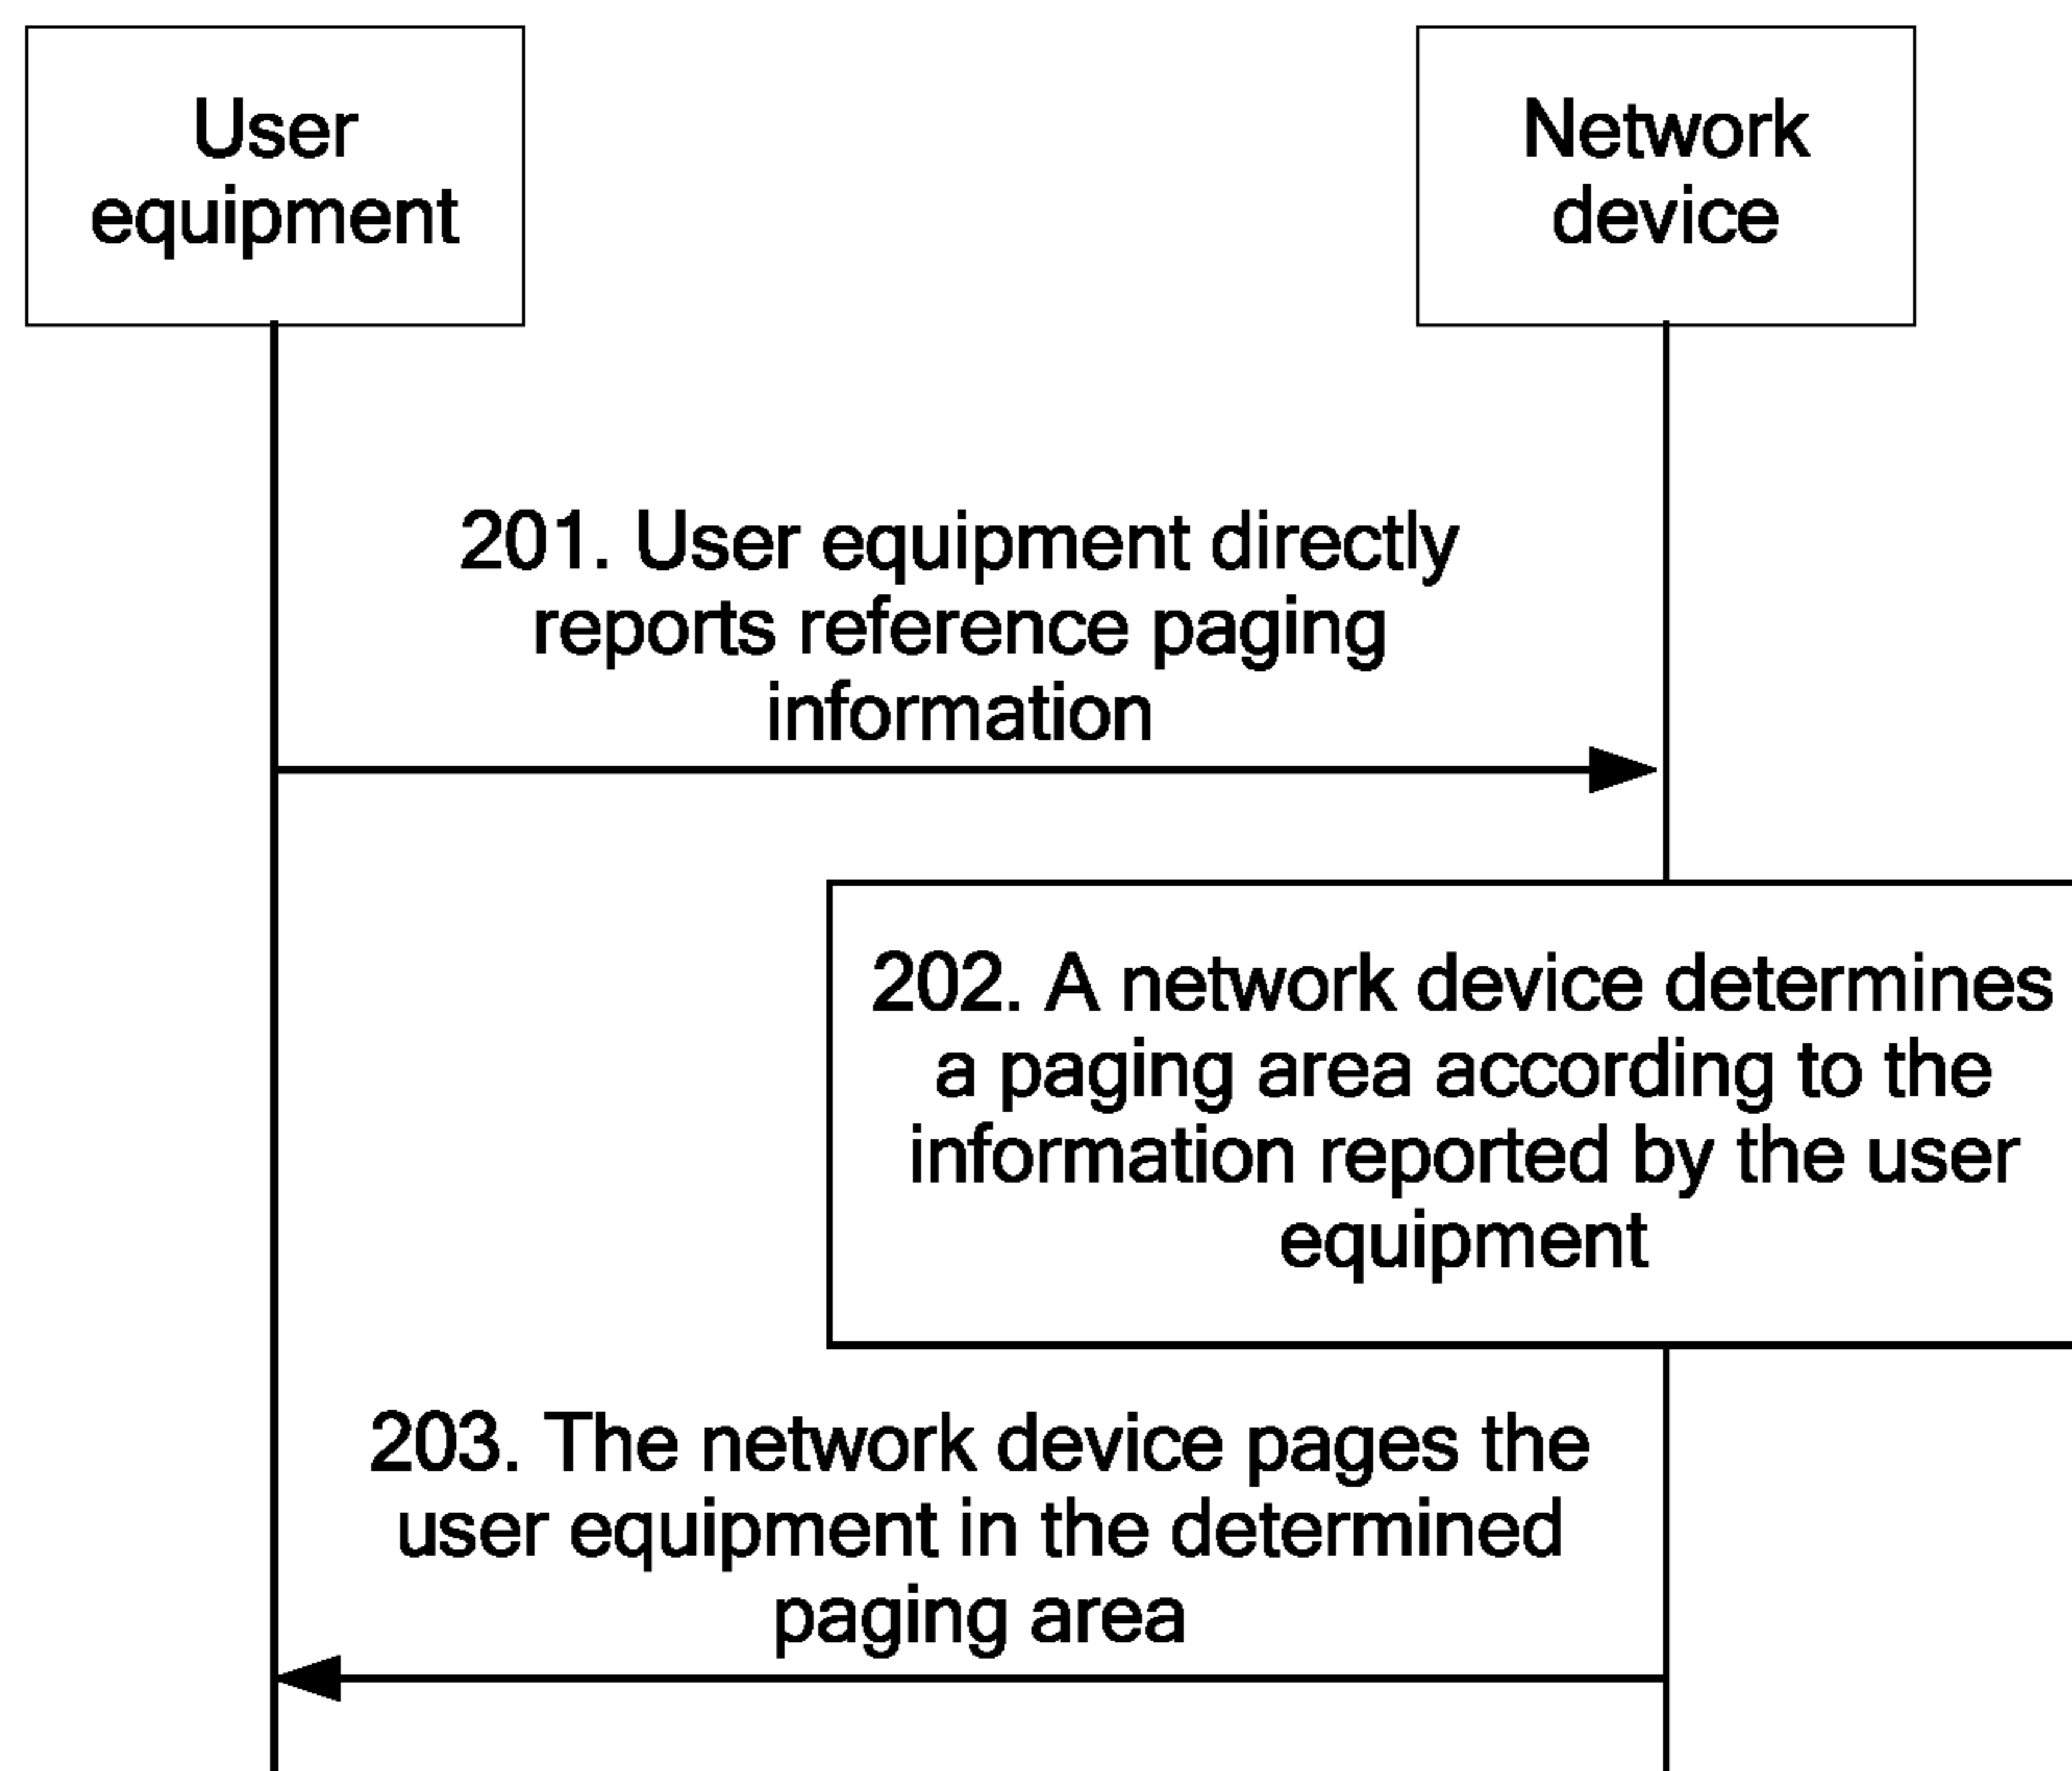 User
equipment
Network
device
201. User equipment directly
reports reference paging
information
202. A network device determines
a paging area according to the
information reported by the user
equipment
203. The network device pages the
user equipment in the determined
paging area